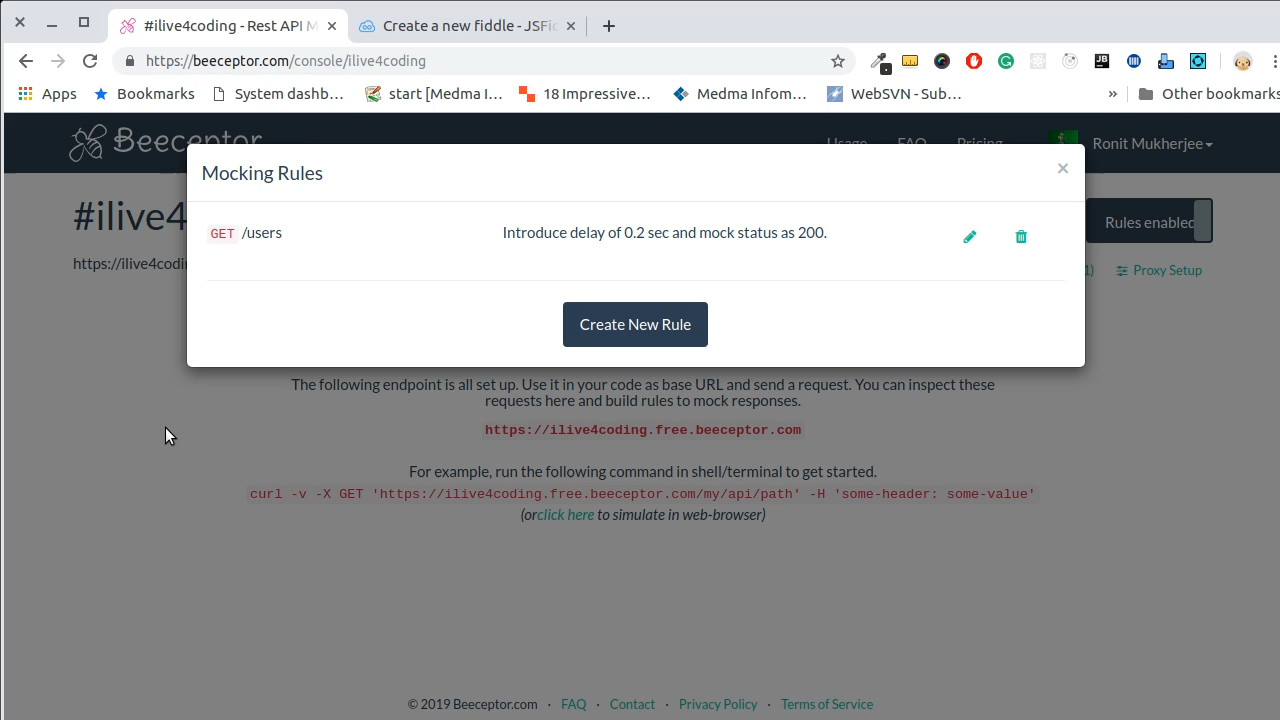 #ilive4coding - Rest API M
Create a new fiddle - JSFid
https://beeceptor.com/console/ilive4coding
Apps
Bookmarks
System dashb...
start [Medma I...
18 Impressive...
Medma Infom...
WebSVN - Sub...
»
Other bookmarks
Beeceptor
Usage
FAQ
Pricing
Ronit Mukherjee
Mocking Rules
×
#ilive4
Rules enabled
GET /users
Introduce delay of 0.2 sec and mock status as 200.
https://ilive4codi
1)
Proxy Setup
Create New Rule
The following endpoint is all set up. Use it in your code as base URL and send a request. You can inspect these
requests here and build rules to mock responses.
https://ilive4coding.free.beeceptor.com
For example, run the following command in shell/terminal to get started.
curl -v -X GET 'https://ilive4coding.free.beeceptor.com/my/api/path' -H 'some-header: some-value'
(orclick here to simulate in web-browser)
© 2019 Beeceptor.com · FAQ · Contact · Privacy Policy · Terms of Service